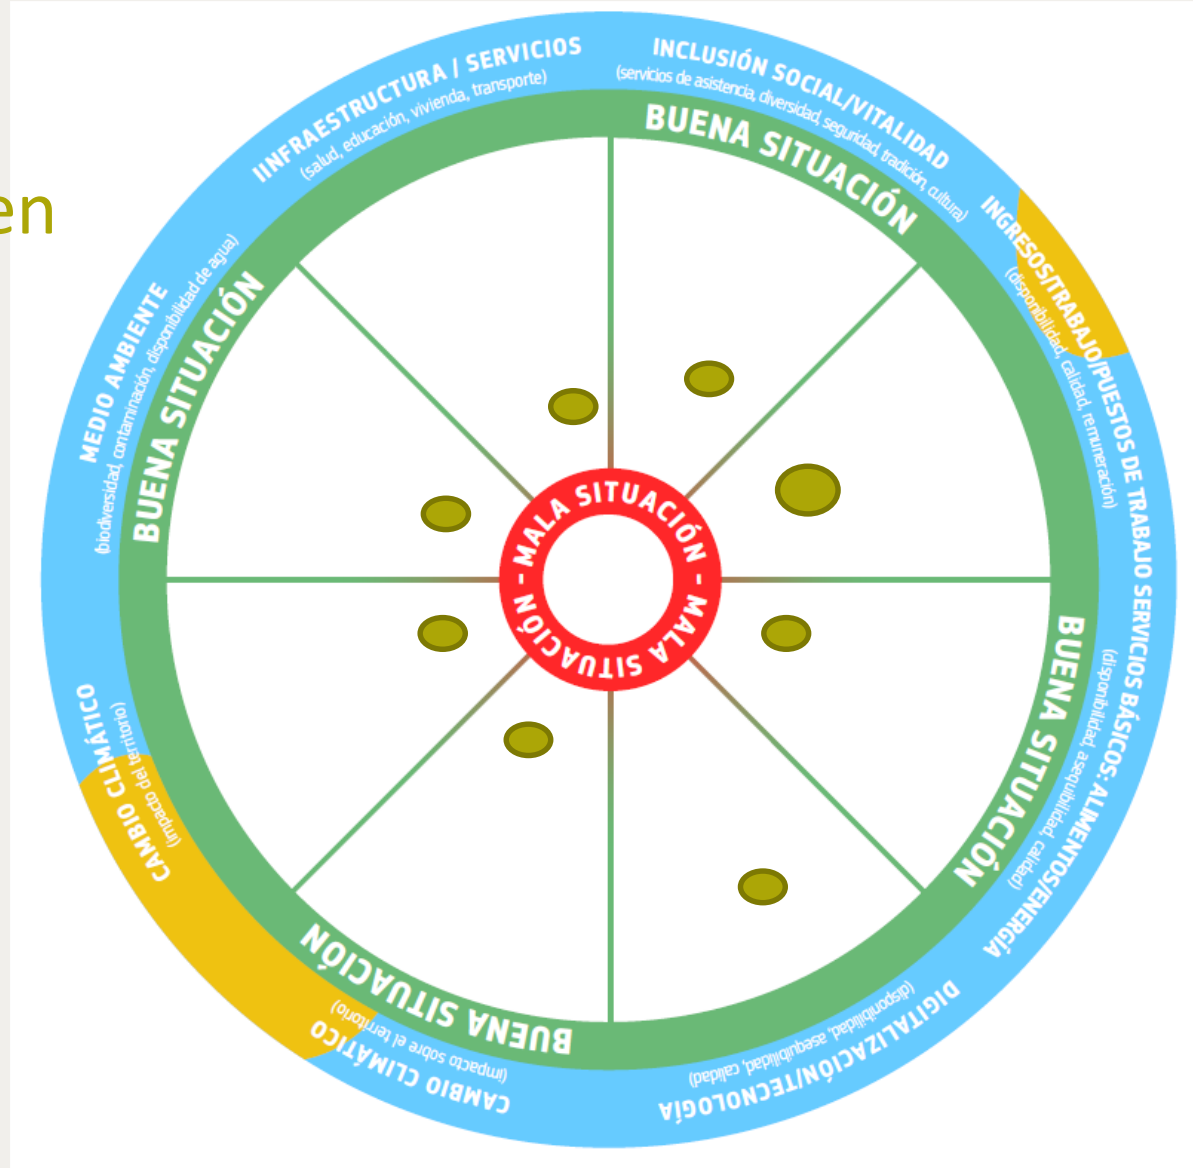 en
IINFRAESTRUCTURA / SERVICIOS
(salud, educación, vivienda, transporte)
INCLUSIÓN SOCIAL/VITALIDAD
(servicios de asistencia, diversidad, seguridad, tradición, cultura)
BUENA SITUACIÓN
INGRESOS/TRABAJO/PUESTOS DE TRABAJO
(disponibilidad, calidad, remuneración)
SERVICIOS BÁSICOS: ALIMENTOS/ENERGÍA
(disponibilidad, asequibilidad, calidad)
BUENA SITUACIÓN
DIGITALIZACIÓN/TECNOLOGÍA
(disponibilidad, asequibilidad, calidad)
CAMBIO CLIMÁTICO
(impacto sobre el territorio)
BUENA SITUACIÓN
CAMBIO CLIMÁTICO
(impacto del territorio)
MEDIO AMBIENTE
(biodiversidad, contaminación, disponibilidad de agua)
BUENA SITUACIÓN
MALA SITUACIÓN – MALA SITUACIÓN –